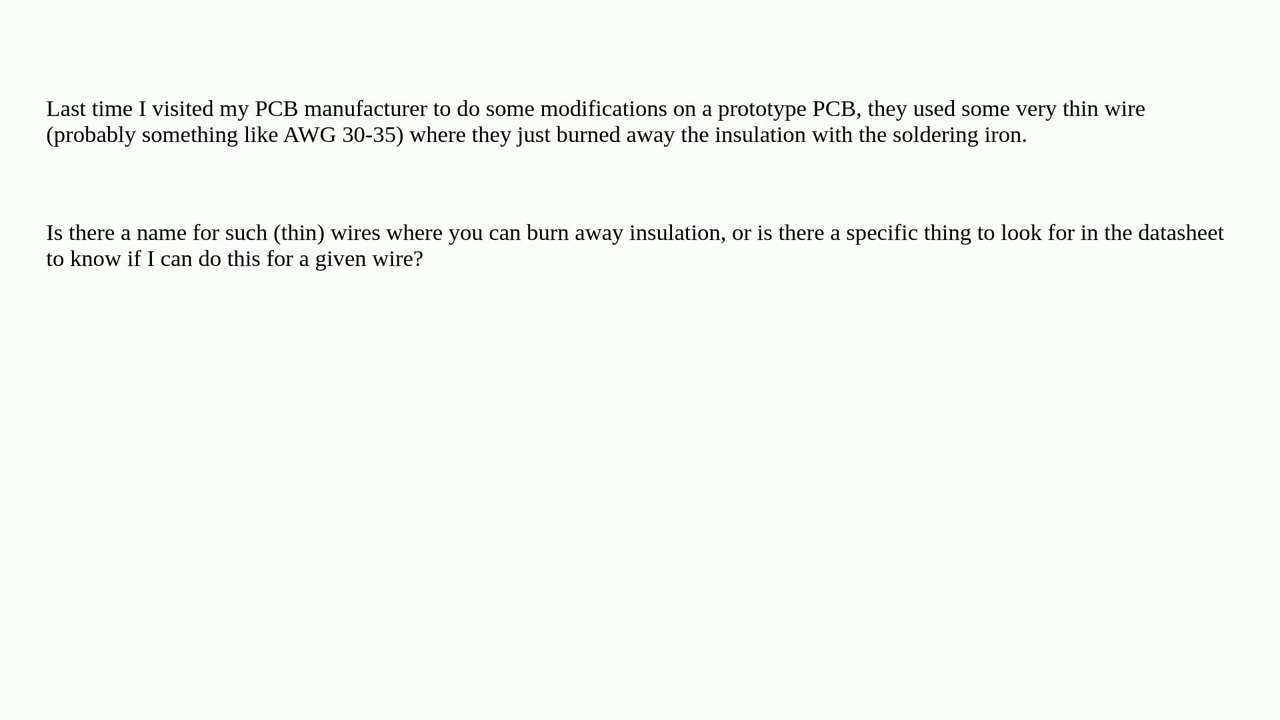 Last time I visited my PCB manufacturer to do some modifications on a prototype PCB, they used some very thin wire
(probably something like AWG 30-35) where they just burned away the insulation with the soldering iron.
Is there a name for such (thin) wires where you can burn away insulation, or is there a specific thing to look for in the datasheet
to know if I can do this for a given wire?